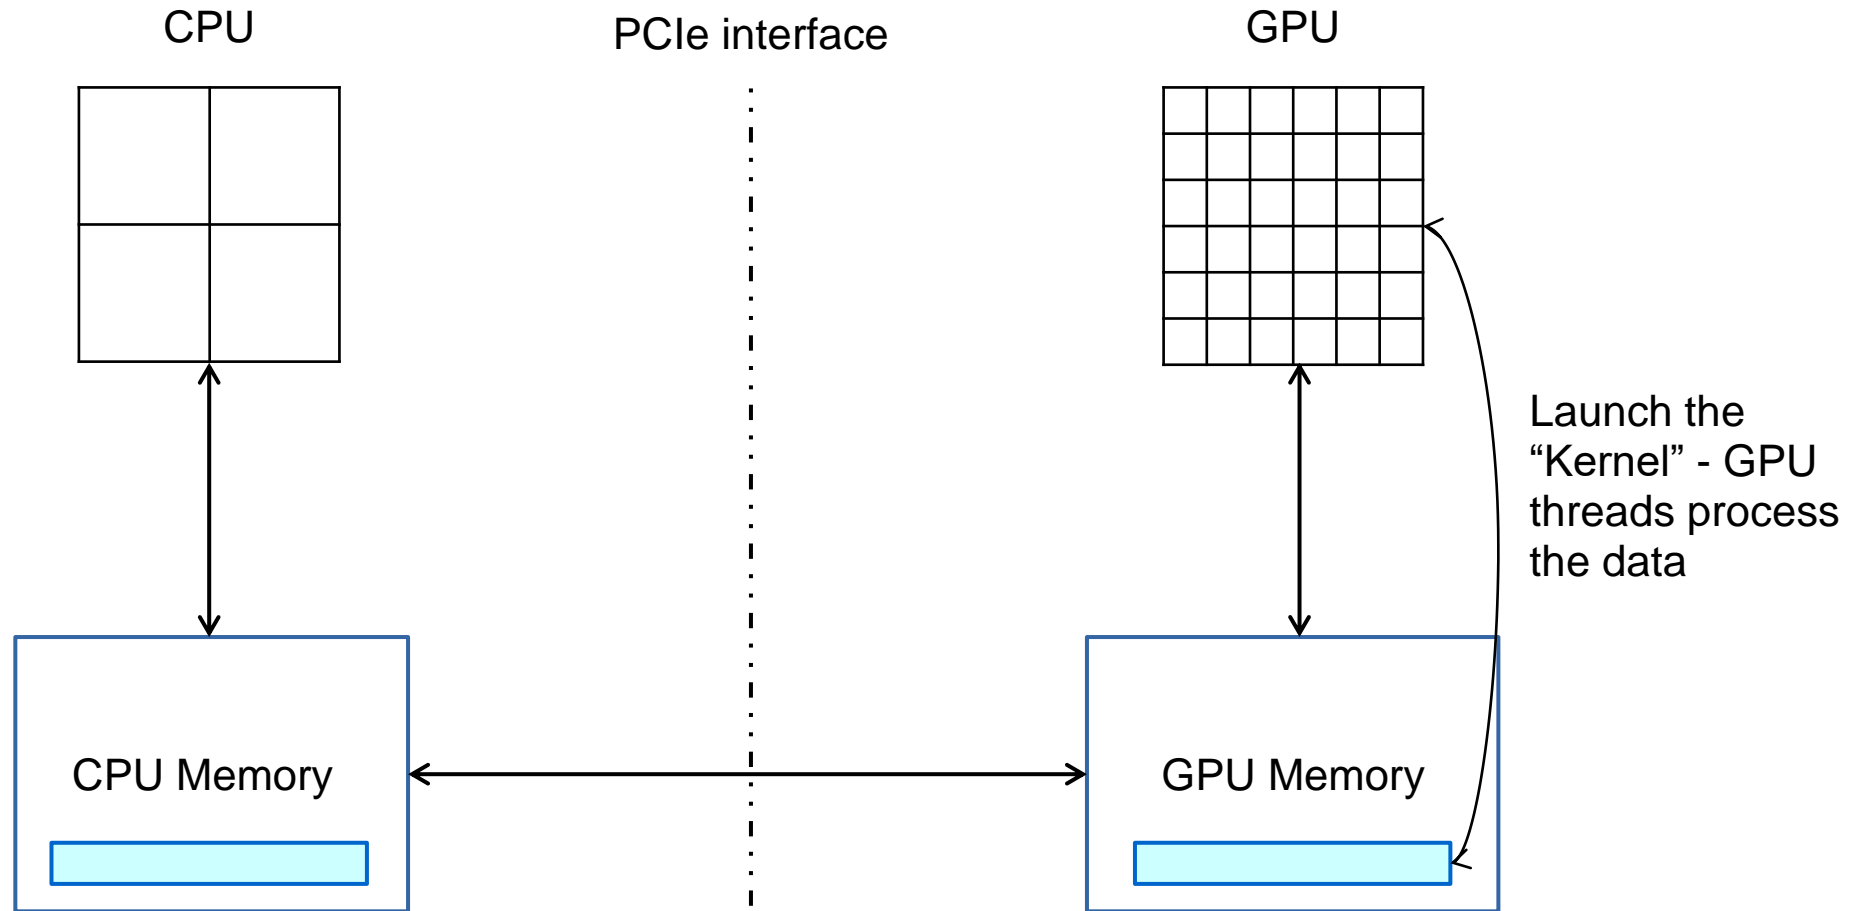 CPU
PCIe interface
GPU
Launch the
“Kernel” - GPU
threads process
the data
CPU Memory
GPU Memory